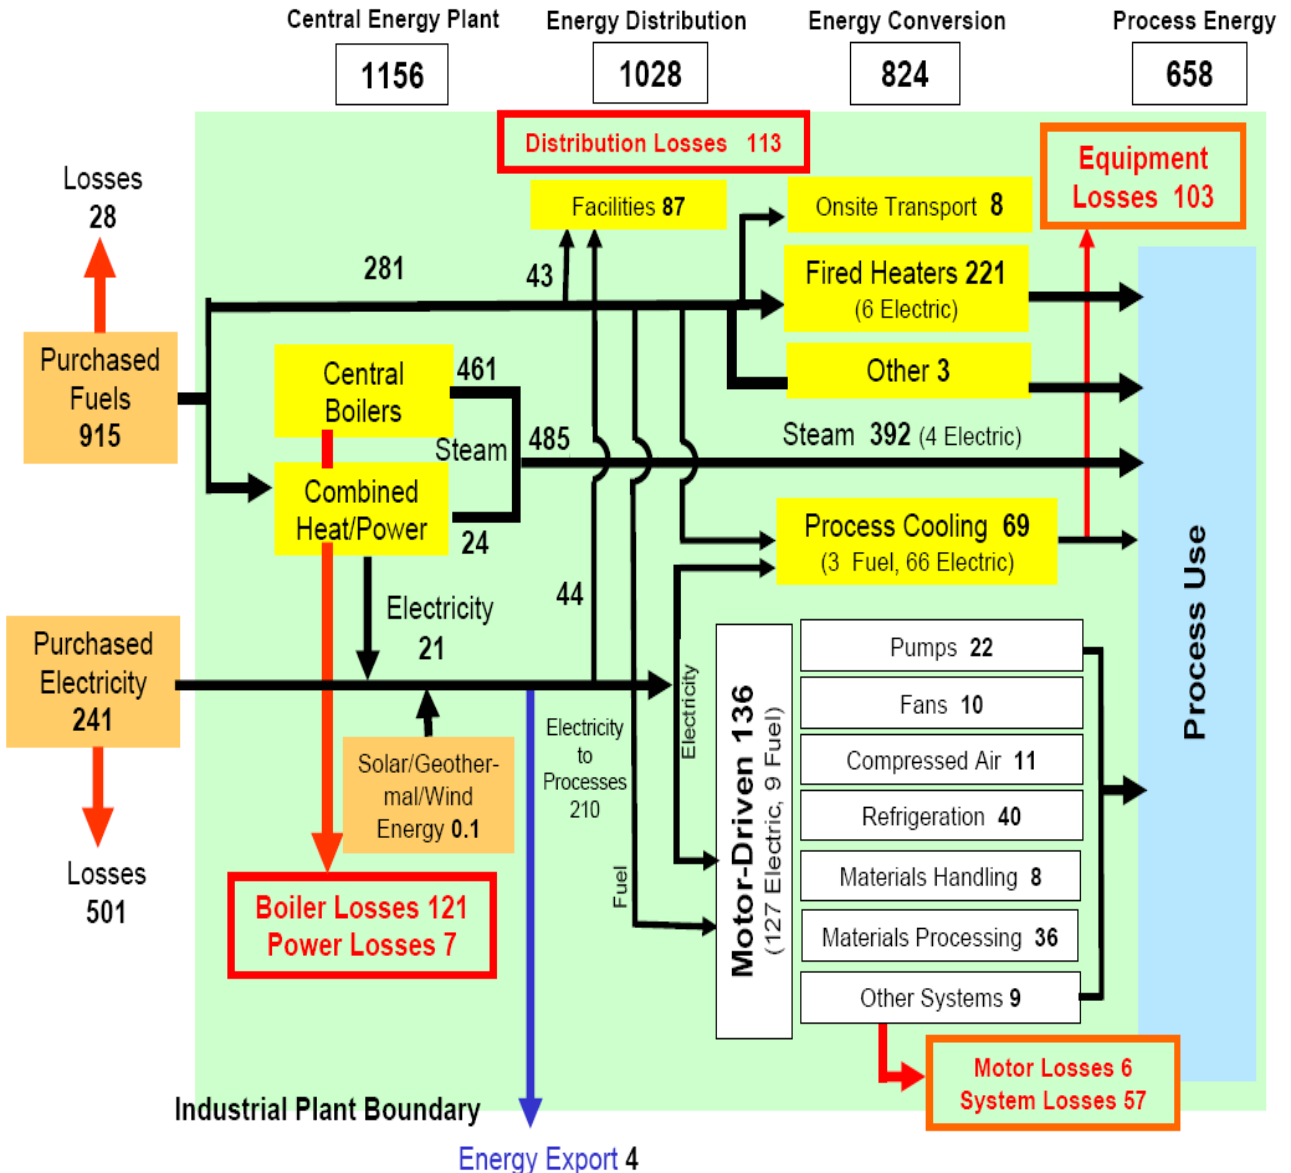 Central Energy Plant
Energy Distribution
Energy Conversion
Process Energy
1156
1028
824
658
Distribution Losses 113
Equipment
Losses 103
Losses
28
Facilities 87
Onsite Transport 8
281
43
Fired Heaters 221
(6 Electric)
Purchased
Fuels
915
Central
Boilers
461
Other 3
Steam
485
Steam 392 (4 Electric)
Combined
Heat/Power
24
Process Cooling 69
(3 Fuel, 66 Electric)
Process Use
44
Electricity
21
Purchased
Electricity
241
Electricity
Motor-Driven 136
(127 Electric, 9 Fuel)
Pumps 22
Fans 10
Compressed Air 11
Refrigeration 40
Materials Handling 8
Materials Processing 36
Other Systems 9
Electricity
to
Processes
210
Solar/Geother-
mal/Wind
Energy 0.1
Fuel
Losses
501
Boiler Losses 121
Power Losses 7
Motor Losses 6
System Losses 57
Industrial Plant Boundary
Energy Export 4